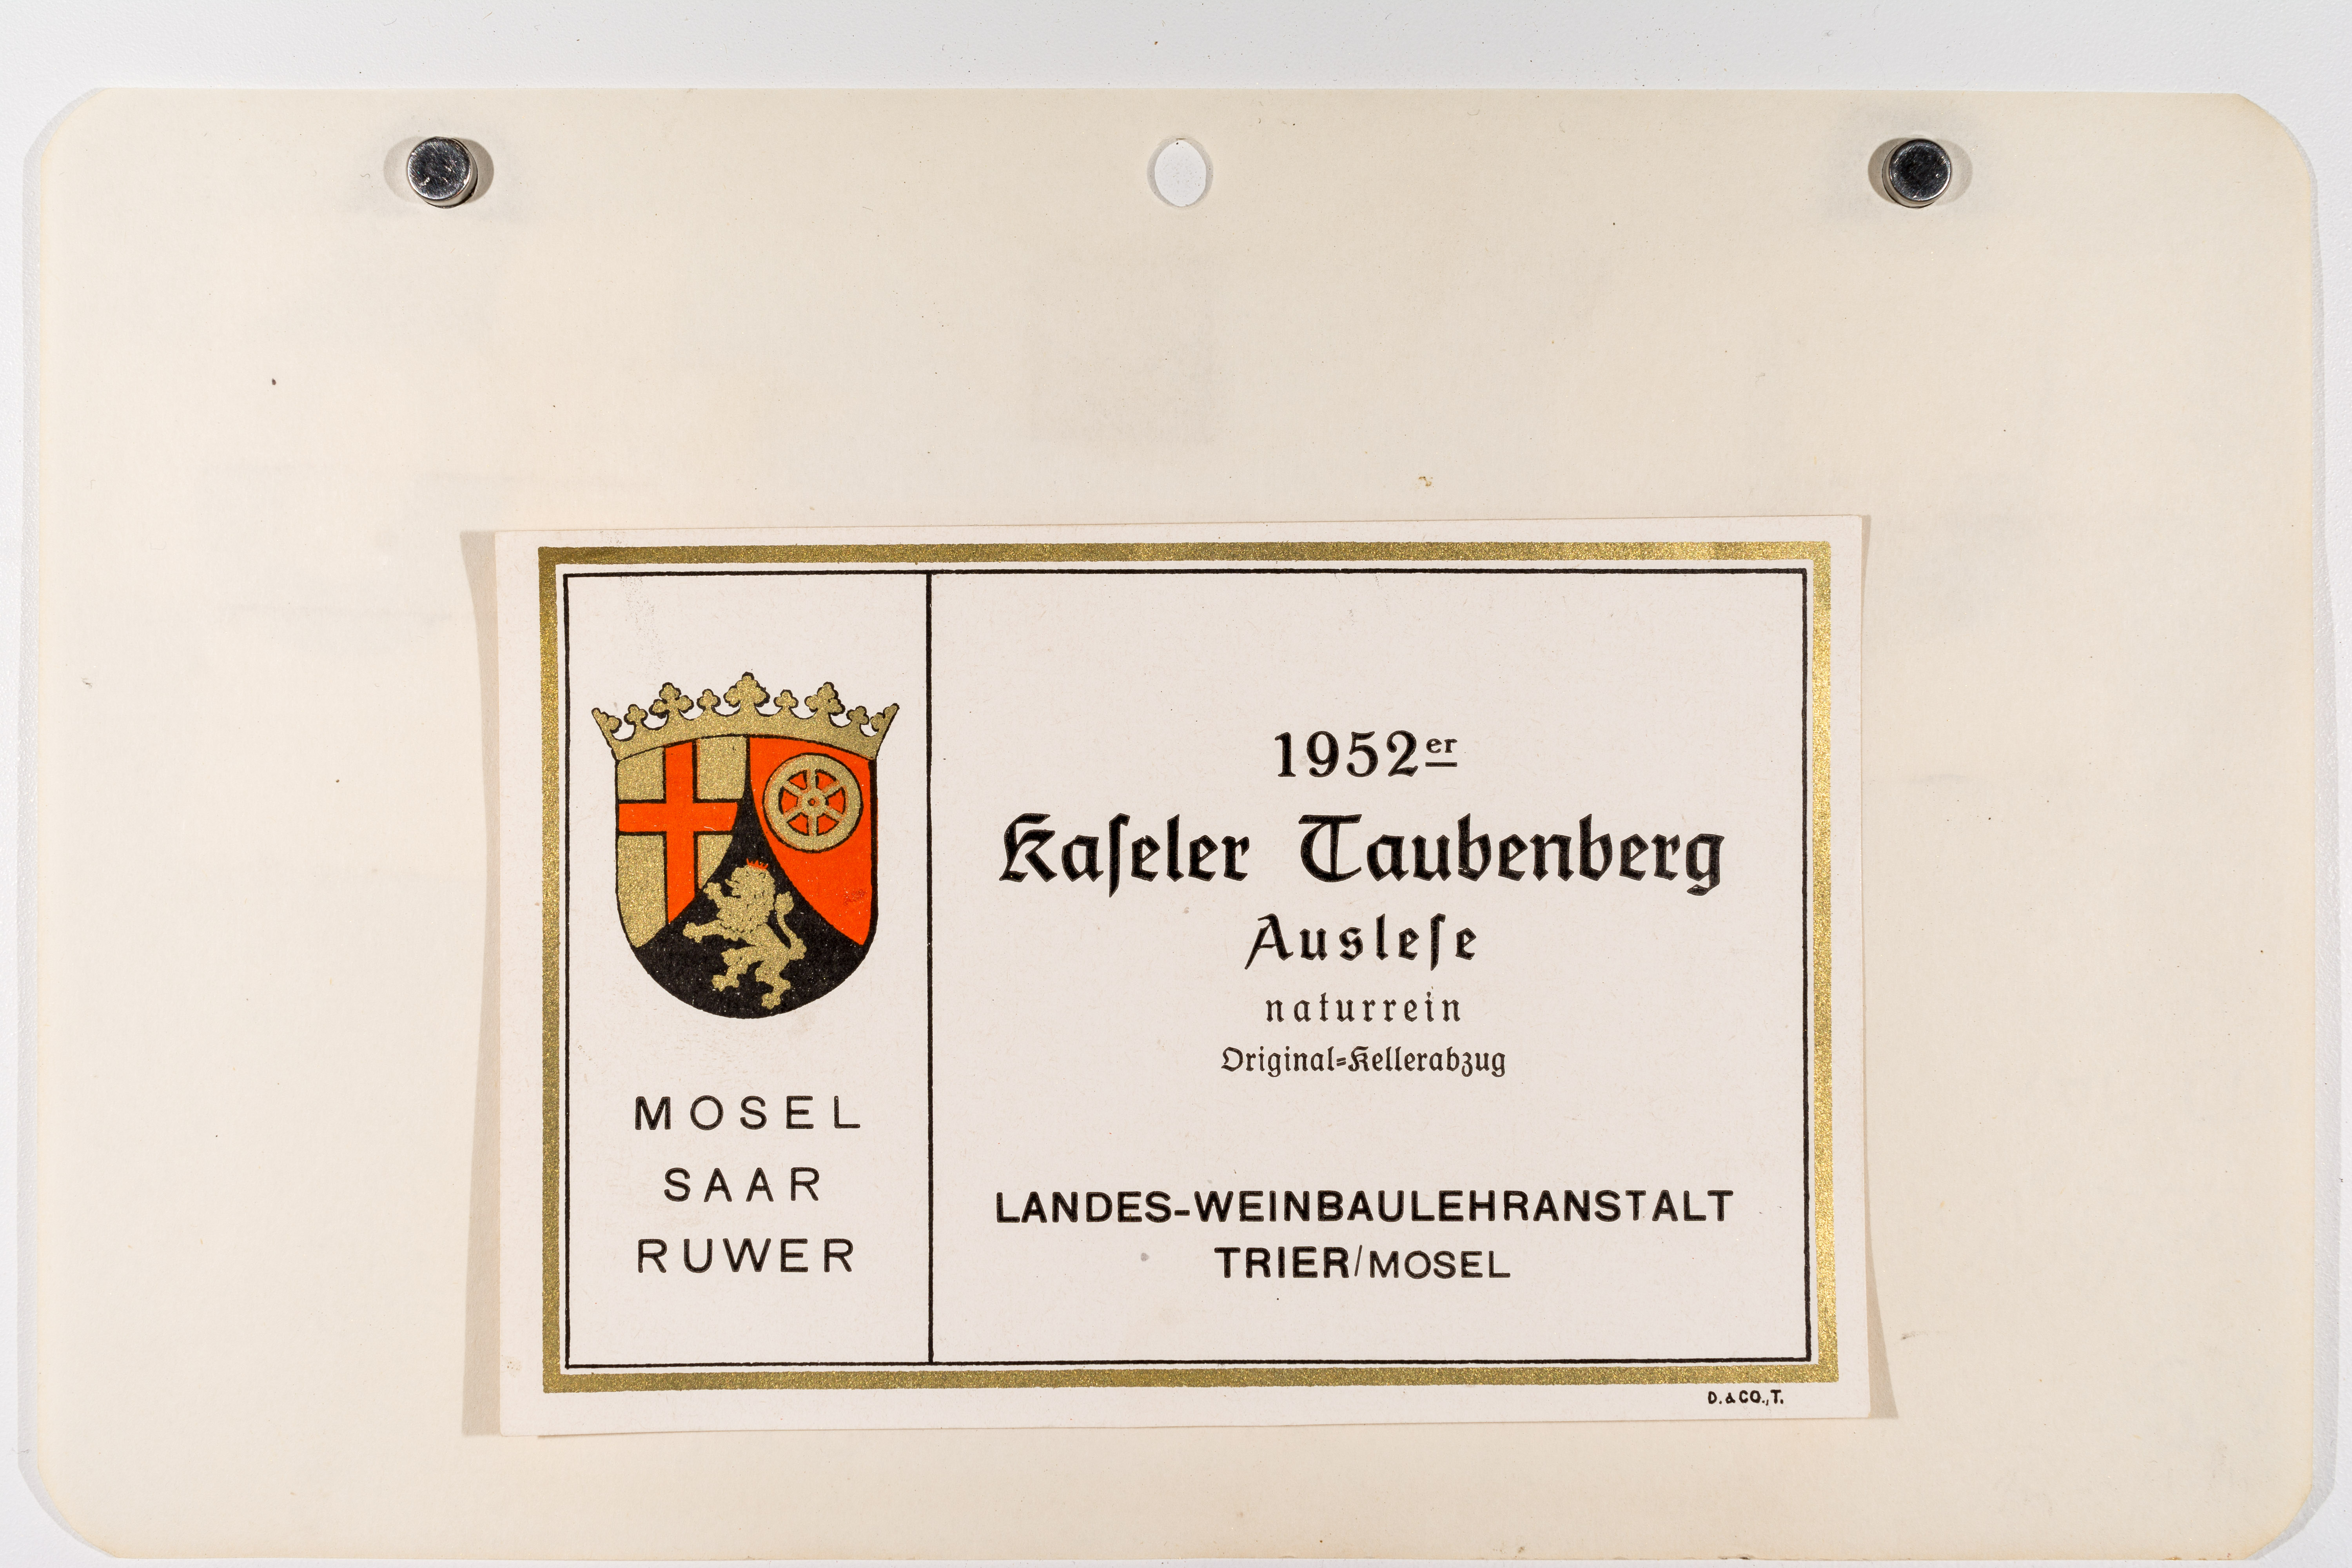 MOSEL
SAAR
RUWER
1952er
Kaſeler Taubenberg
Ausleſe
naturrein
Original=Kellerabzug
LANDES-WEINBAULEHRANSTALT
TRIER/MOSEL
D. & CO., T.